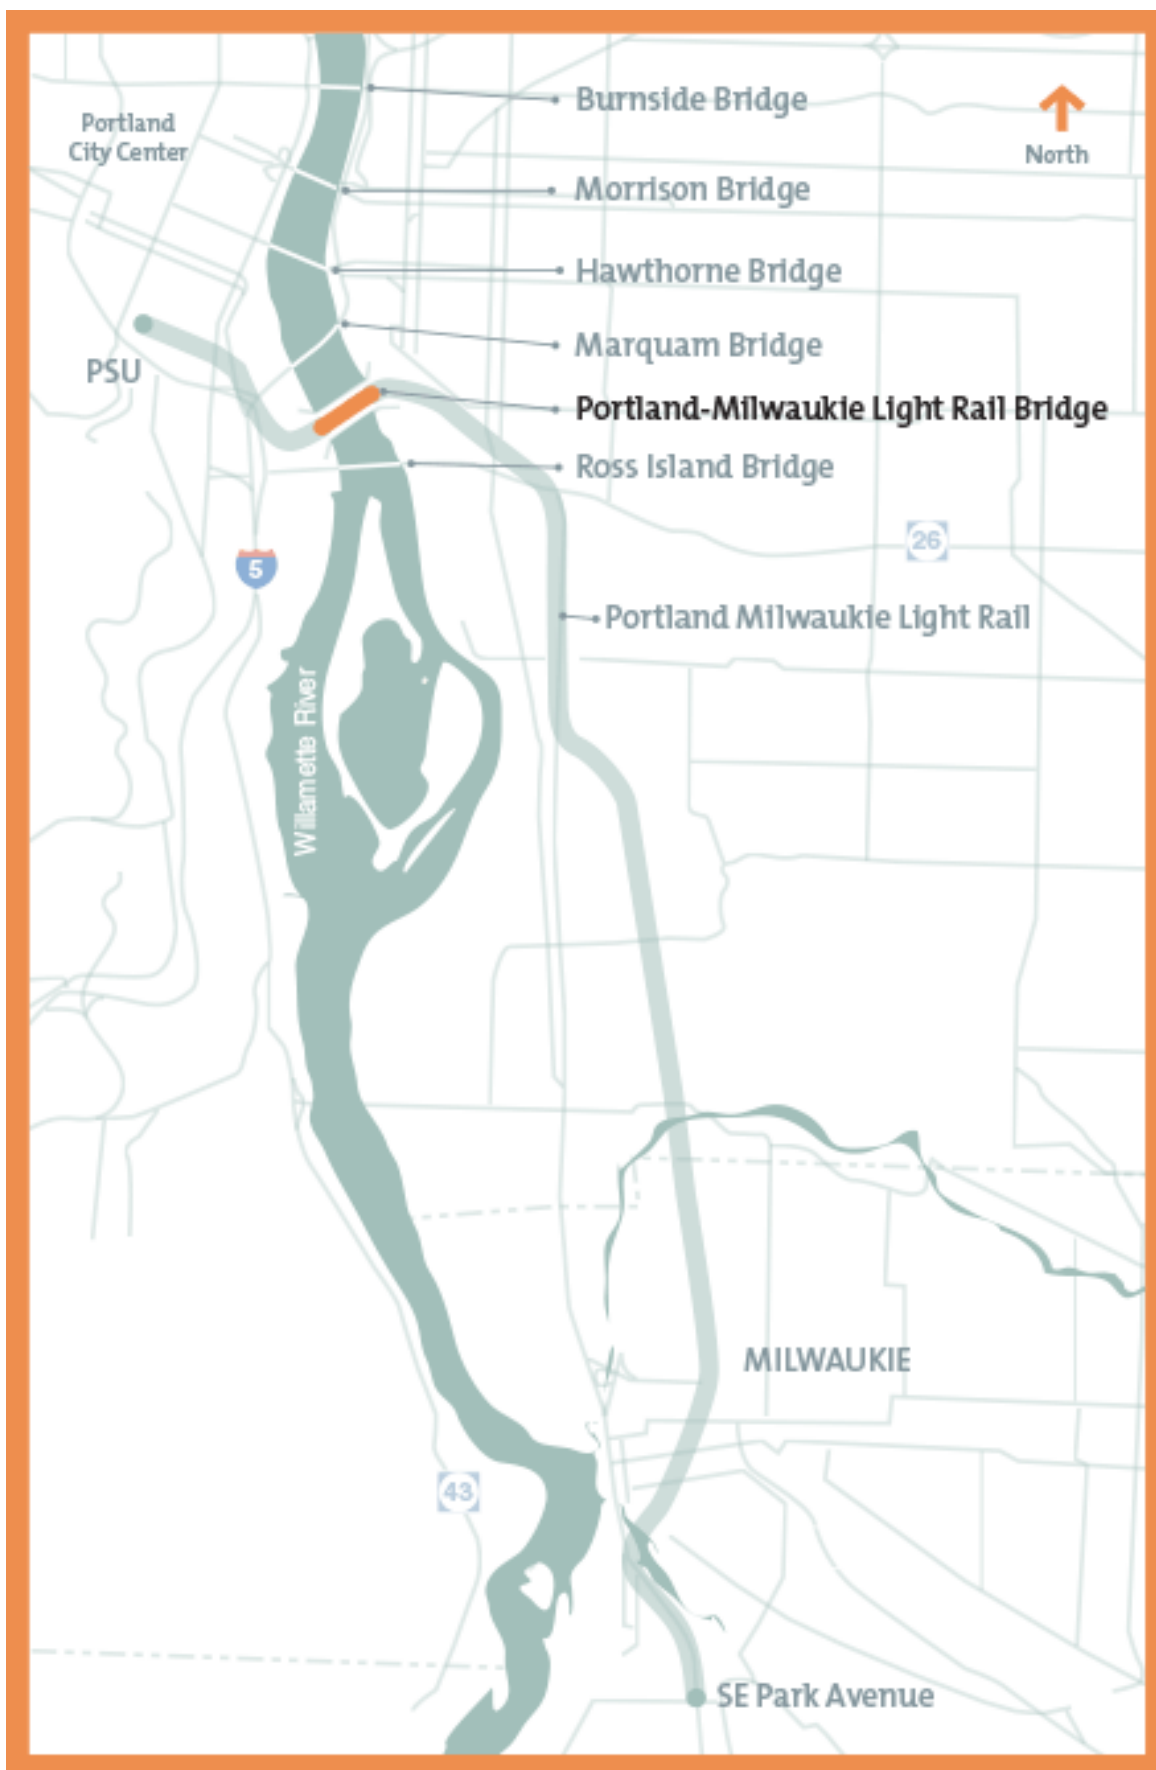 Burnside Bridge
Portland
City Center
North
Morrison Bridge
Hawthorne Bridge
Marquam Bridge
PSU
Portland-Milwaukie Light Rail Bridge
Ross Island Bridge
26
5
Portland Milwaukie Light Rail
Willamette River
MILWAUKIE
43
SE Park Avenue